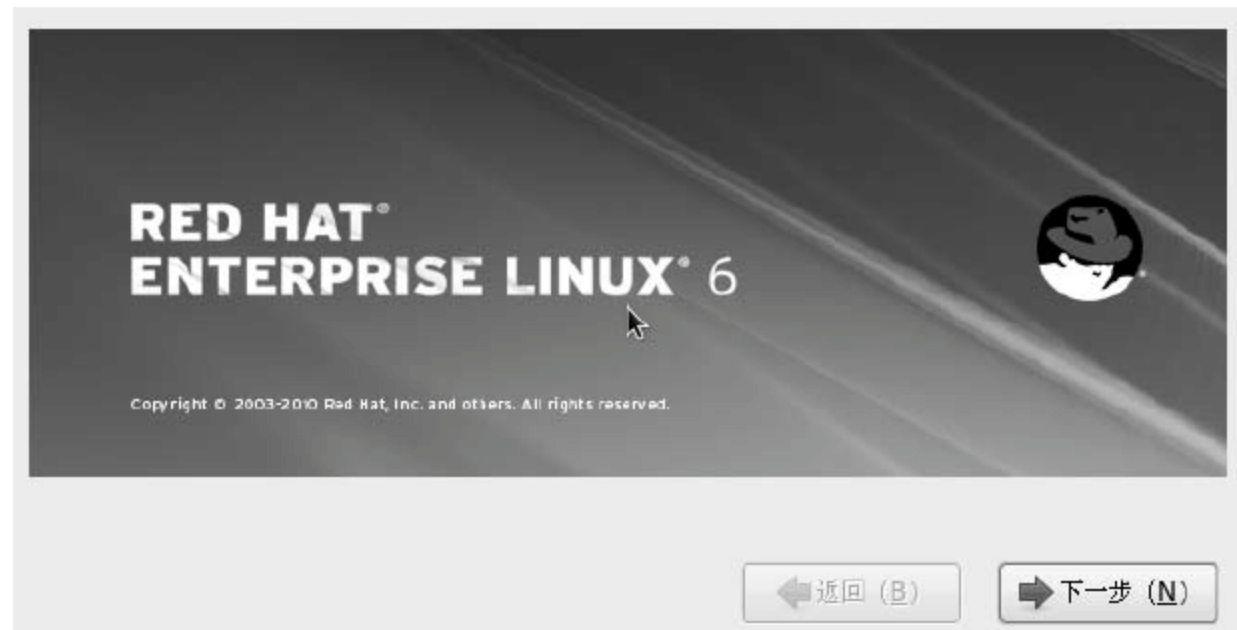 RED HAT®
ENTERPRISE LINUX® 6
Copyright © 2003-2010 Red Hat, Inc. and others. All rights reserved.
返回 (B) 下一步 (N)